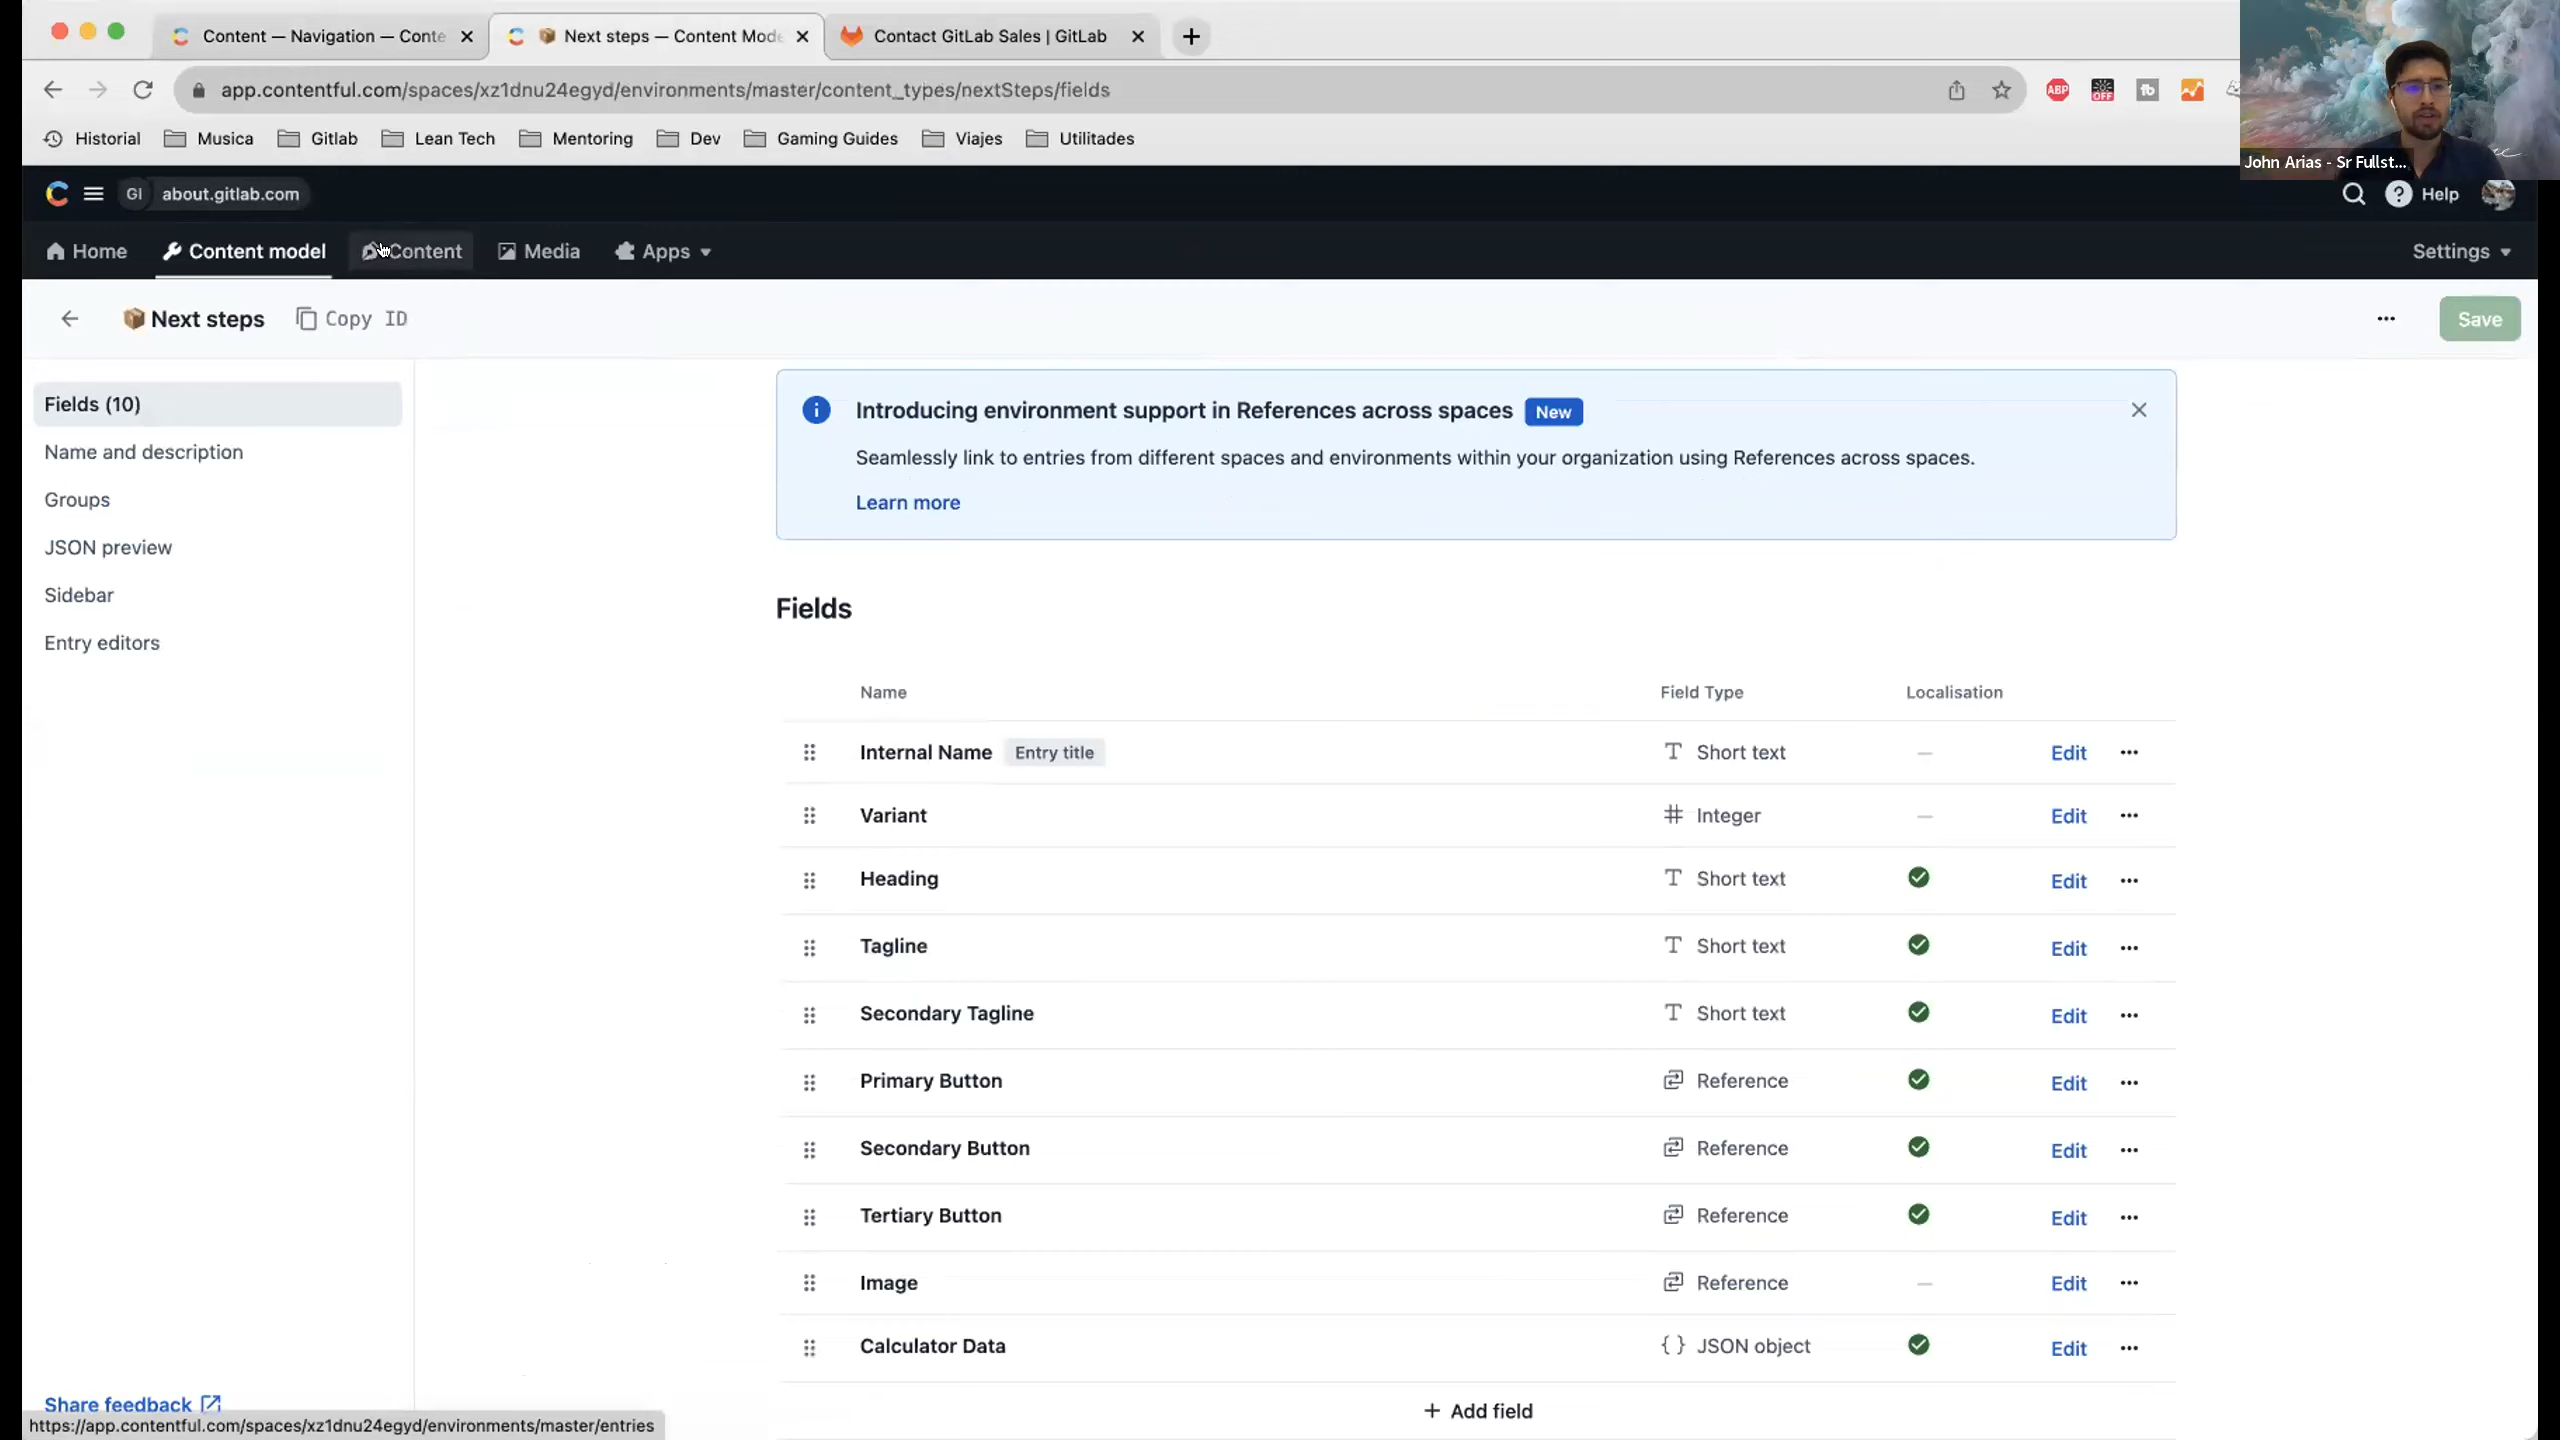 Content — Navigation — Conte
Next steps — Content Mod
Contact GitLab Sales | GitLab
app.contentful.com/spaces/xz1dnu24egyd/environments/master/content_types/nextSteps/fields
ABP
OFF
fb
Historial
Musica
Gitlab
Lean Tech
Mentoring
Dev
Gaming Guides
Viajes
Utilitades
John Arias - Sr Fullst...
GI
about.gitlab.com
Help
Home
Content model
Content
Media
Apps
Settings
Next steps
Copy ID
Save
Fields (10)
Name and description
Groups
JSON preview
Sidebar
Entry editors
Introducing environment support in References across spaces New
Seamlessly link to entries from different spaces and environments within your organization using References across spaces.
Learn more
Fields
Name Field Type Localisation
Internal Name Entry title Short text — Edit
Variant Integer — Edit
Heading Short text Edit
Tagline Short text Edit
Secondary Tagline Short text Edit
Primary Button Reference Edit
Secondary Button Reference Edit
Tertiary Button Reference Edit
Image Reference — Edit
Calculator Data { } JSON object Edit
+ Add field
Share feedback
https://app.contentful.com/spaces/xz1dnu24egyd/environments/master/entries